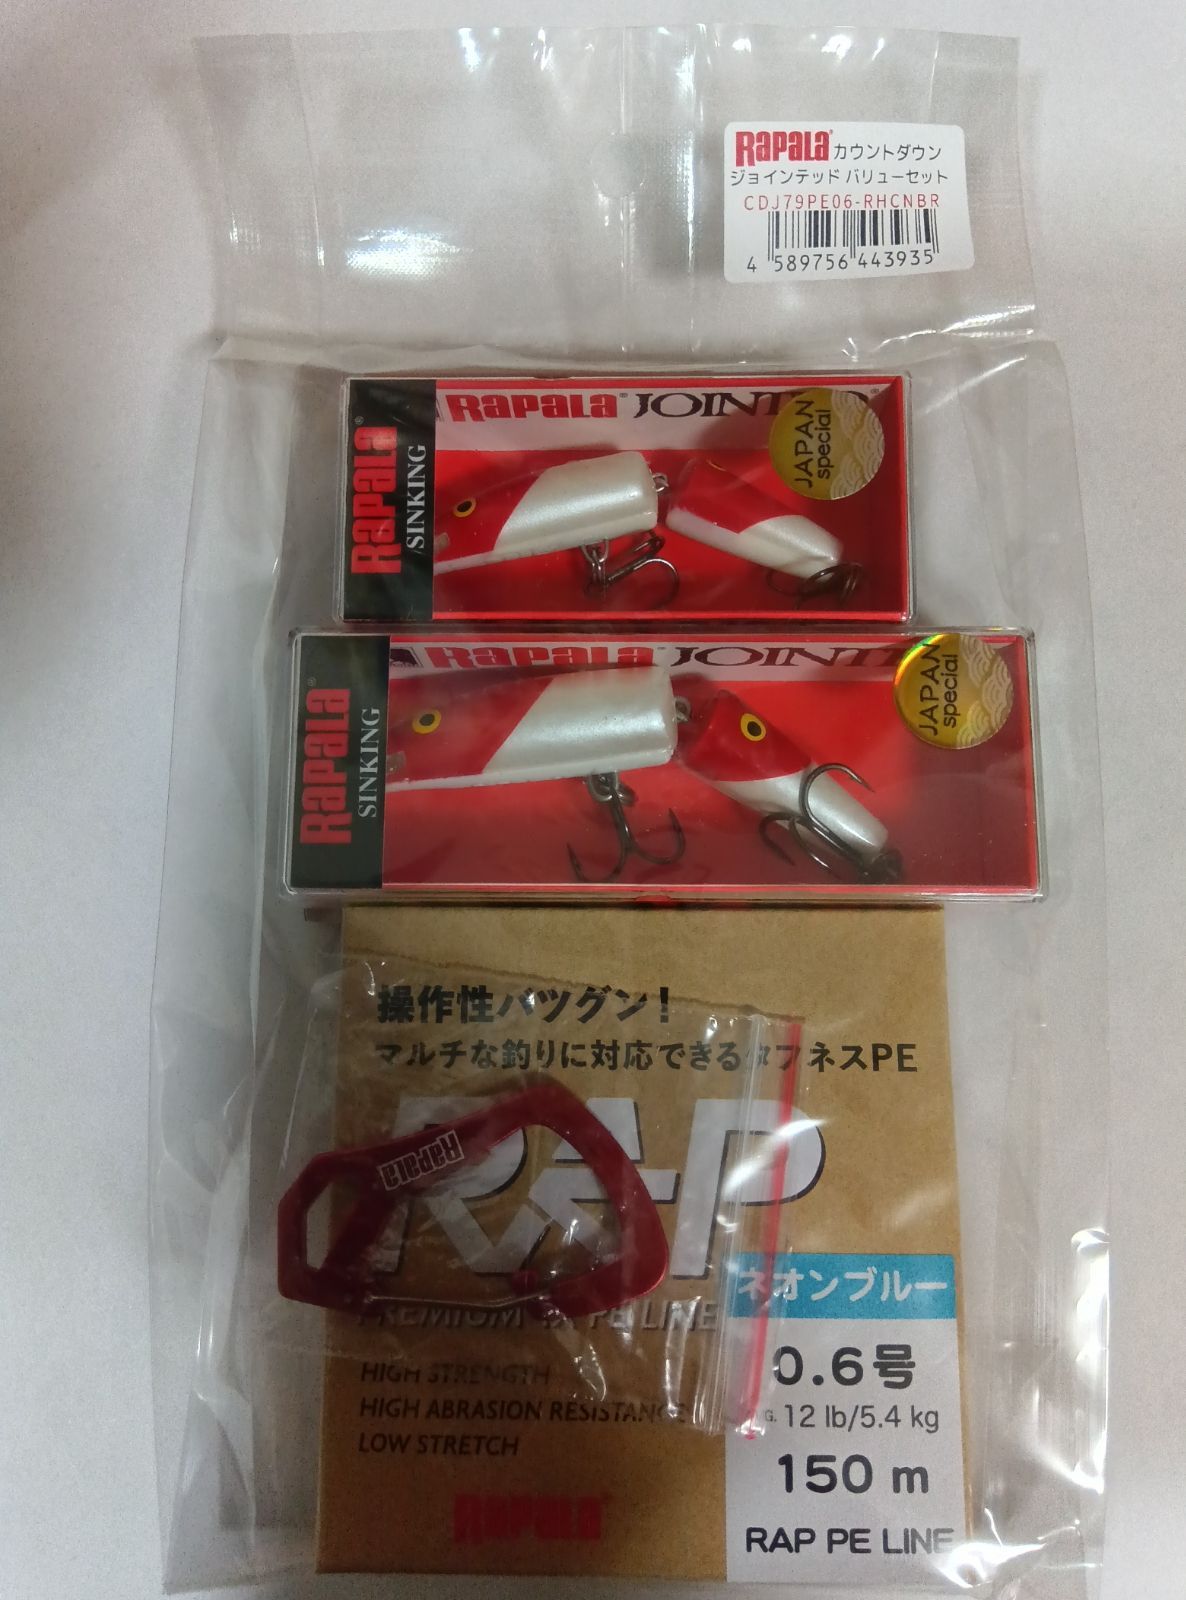 RAPALA カウントダウン
ジョインテッド バリューセット
CDJ79PE06-RHCNBR
4 589756 443935
RAPALA JOINT
JAPAN
special
RAPALA
SINKING
RAPALA JOINT
JAPAN
special
RAPALA
SINKING
操作性バツグン!
マルチな釣りに対応できるタフネスPE
RAP
RAPALA
PREMIUM 4X PE LINE
HIGH STRENGTH
HIGH ABRASION RESISTANCE
LOW STRETCH
RAPALA
ネオンブルー
0.6号
12 lb/5.4 kg
150 m
RAP PE LINE